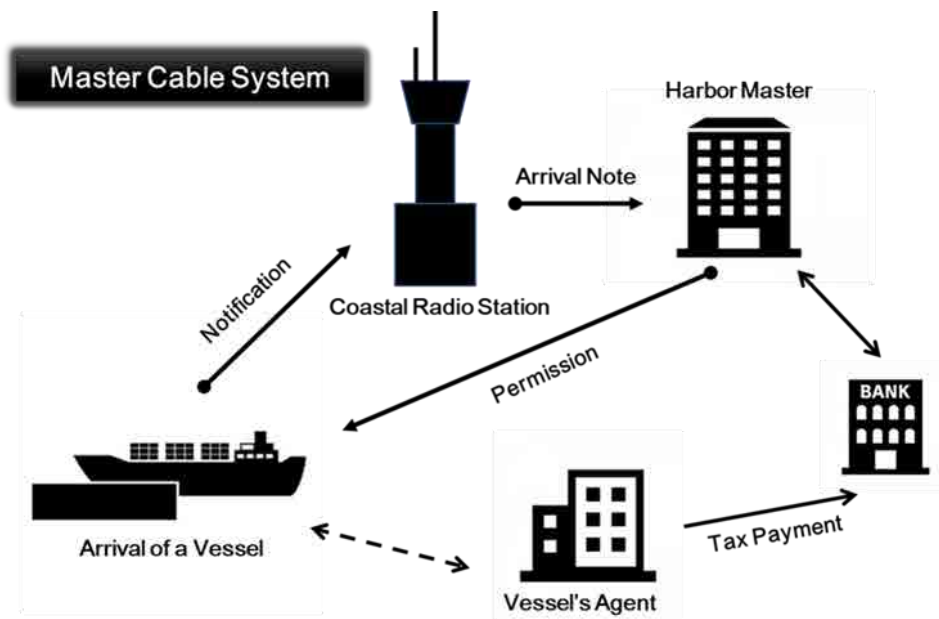 Master Cable System
Harbor Master
Arrival Note
Notification
Coastal Radio Station
Permission
BANK
Arrival of a Vessel
Tax Payment
Vessel's Agent